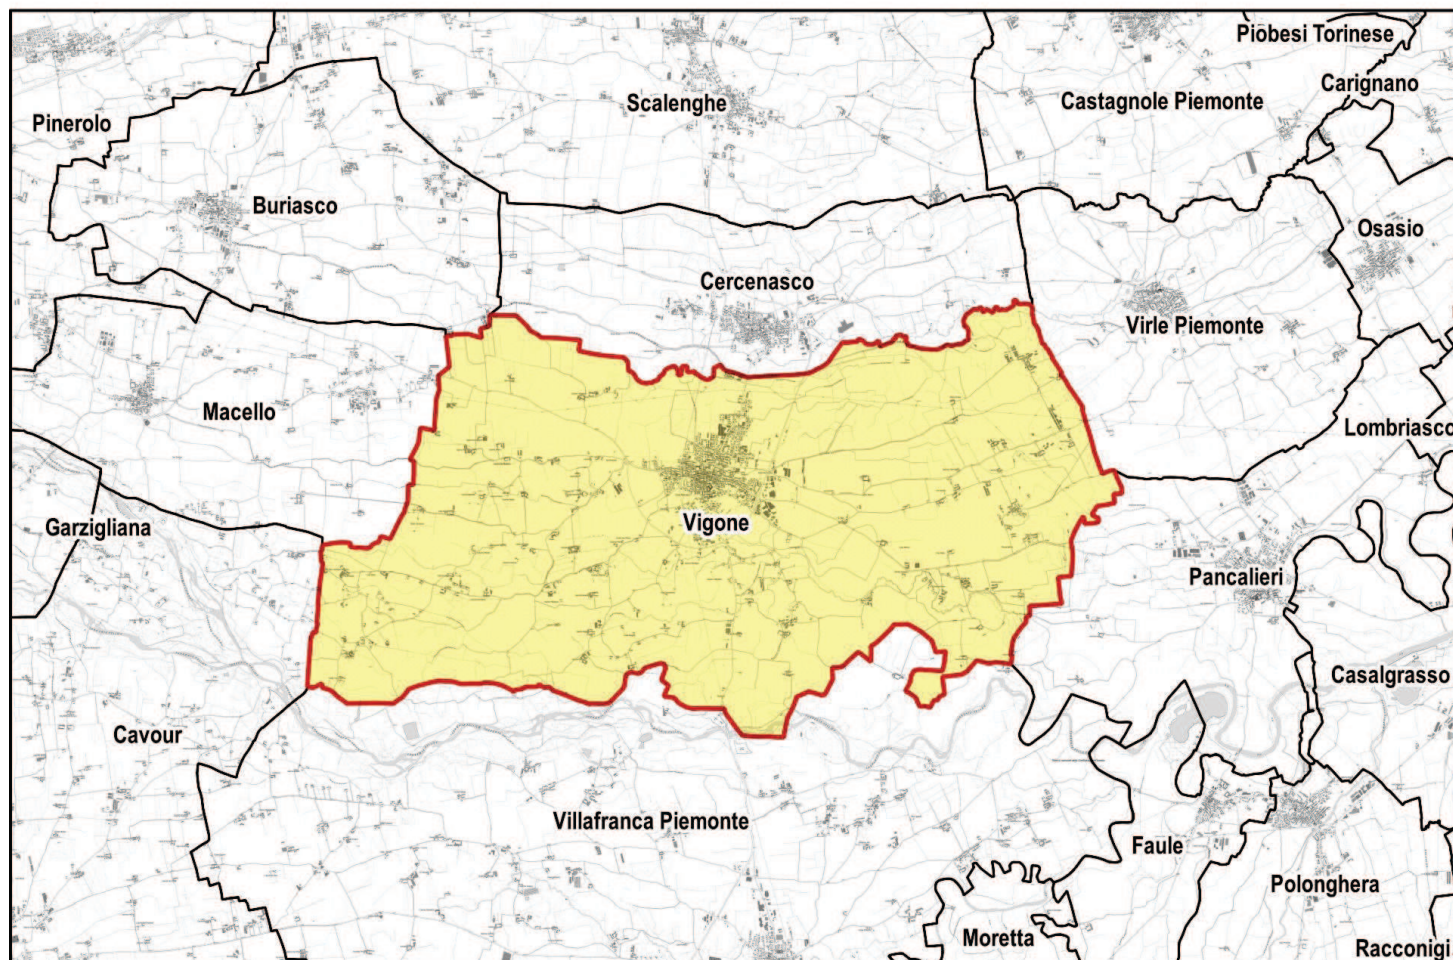 Piobesi Torinese
Carignano
Scalenghe
Castagnole Piemonte
Pinerolo
Buriasco
Osasio
Cercenasco
Virle Piemonte
Macello
Lombriasco
Garzigliana
Vigone
Pancalieri
Casalgrasso
Cavour
Villafranca Piemonte
Faule
Polonghera
Moretta
Racconigi